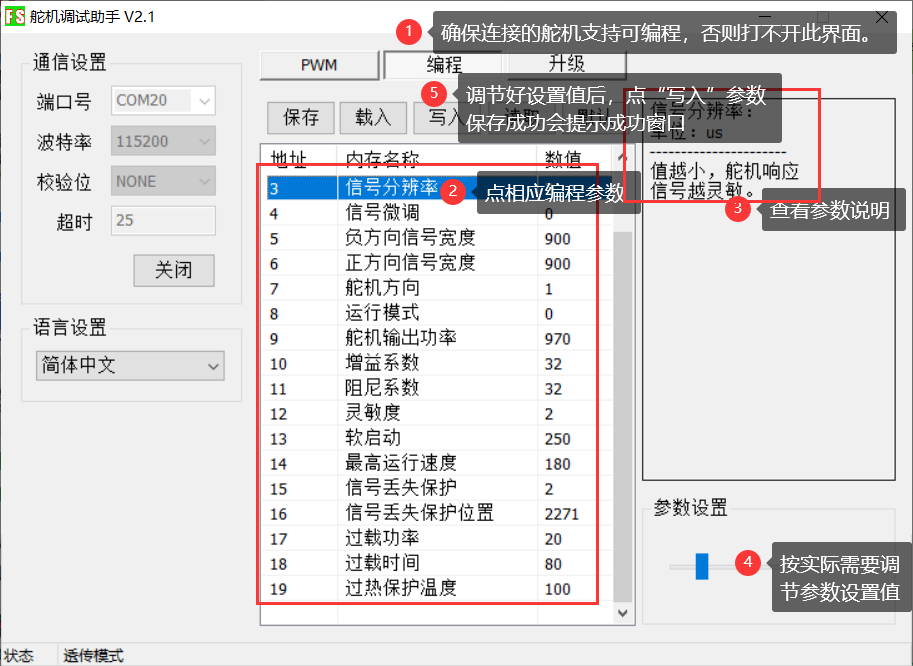 FS 舵机调试助手 V2.1
1 确保连接的舵机支持可编程，否则打不开此界面。
通信设置
端口号 COM20
波特率 115200
校验位 NONE
超时 25
关闭
语言设置
简体中文
PWM 编程 升级
5 调节好设置值后，点“写入”参数
保存成功会提示成功窗口
保存 载入 写入
地址 内存名称 数值
3 信号分辨率
2 点相应编程参数
4 信号微调 0
5 负方向信号宽度 900
6 正方向信号宽度 900
7 舵机方向 1
8 运行模式 0
9 舵机输出功率 970
10 增益系数 32
11 阻尼系数 32
12 灵敏度 2
13 软启动 250
14 最高运行速度 180
15 信号丢失保护 2
16 信号丢失保护位置 2271
17 过载功率 20
18 过载时间 80
19 过热保护温度 100
信号分辨率：
单位：us
--------------------
值越小，舵机响应
信号越灵敏。
3 查看参数说明
参数设置
4 按实际需要调
节参数设置值
状态 透传模式